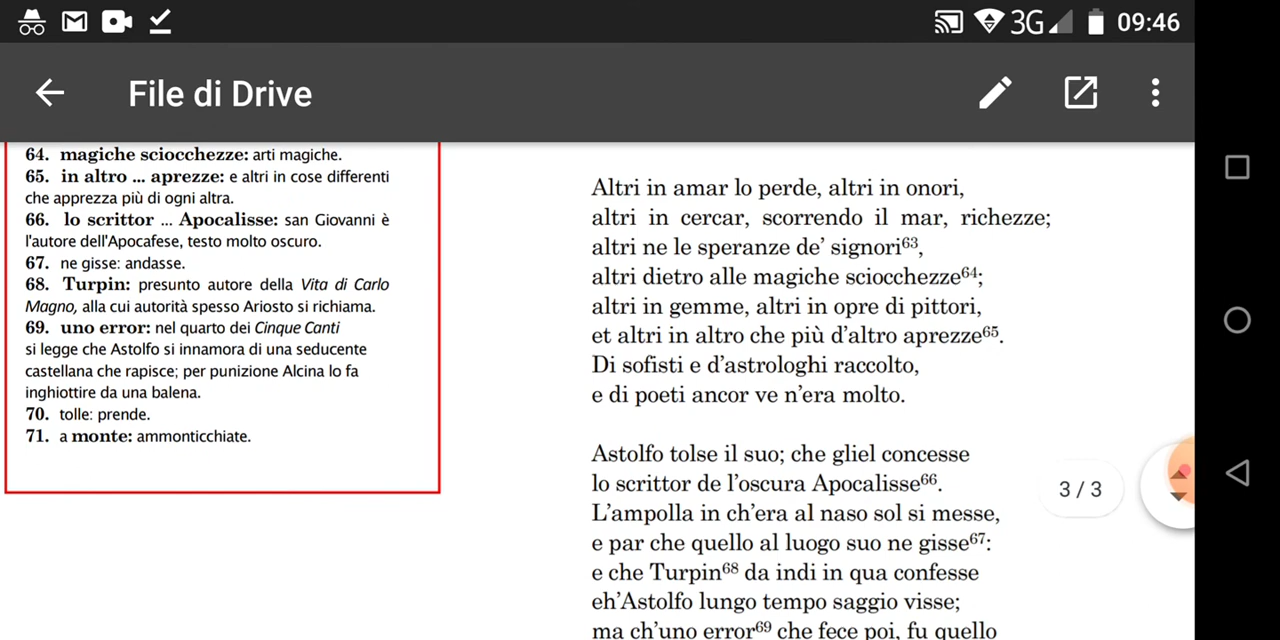 3G 09:46
File di Drive
64. magiche sciocchezze: arti magiche.
65. in altro ... aprezze: e altri in cose differenti
che apprezza più di ogni altra.
66. lo scrittor ... Apocalisse: san Giovanni è
l'autore dell'Apocafese, testo molto oscuro.
67. ne gisse: andasse.
68. Turpin: presunto autore della Vita di Carlo
Magno, alla cui autorità spesso Ariosto si richiama.
69. uno error: nel quarto dei Cinque Canti
si legge che Astolfo si innamora di una seducente
castellana che rapisce; per punizione Alcina lo fa
inghiottire da una balena.
70. tolle: prende.
71. a monte: ammonticchiate.
Altri in amar lo perde, altri in onori,
altri in cercar, scorrendo il mar, richezze;
altri ne le speranze de’ signori63,
altri dietro alle magiche sciocchezze64;
altri in gemme, altri in opre di pittori,
et altri in altro che più d’altro aprezze65.
Di sofisti e d’astrologhi raccolto,
e di poeti ancor ve n’era molto.
Astolfo tolse il suo; che gliel concesse
lo scrittor de l’oscura Apocalisse66.
L’ampolla in ch’era al naso sol si messe,
e par che quello al luogo suo ne gisse67:
e che Turpin68 da indi in qua confesse
eh’Astolfo lungo tempo saggio visse;
ma ch’uno error69 che fece poi, fu quello
3 / 3